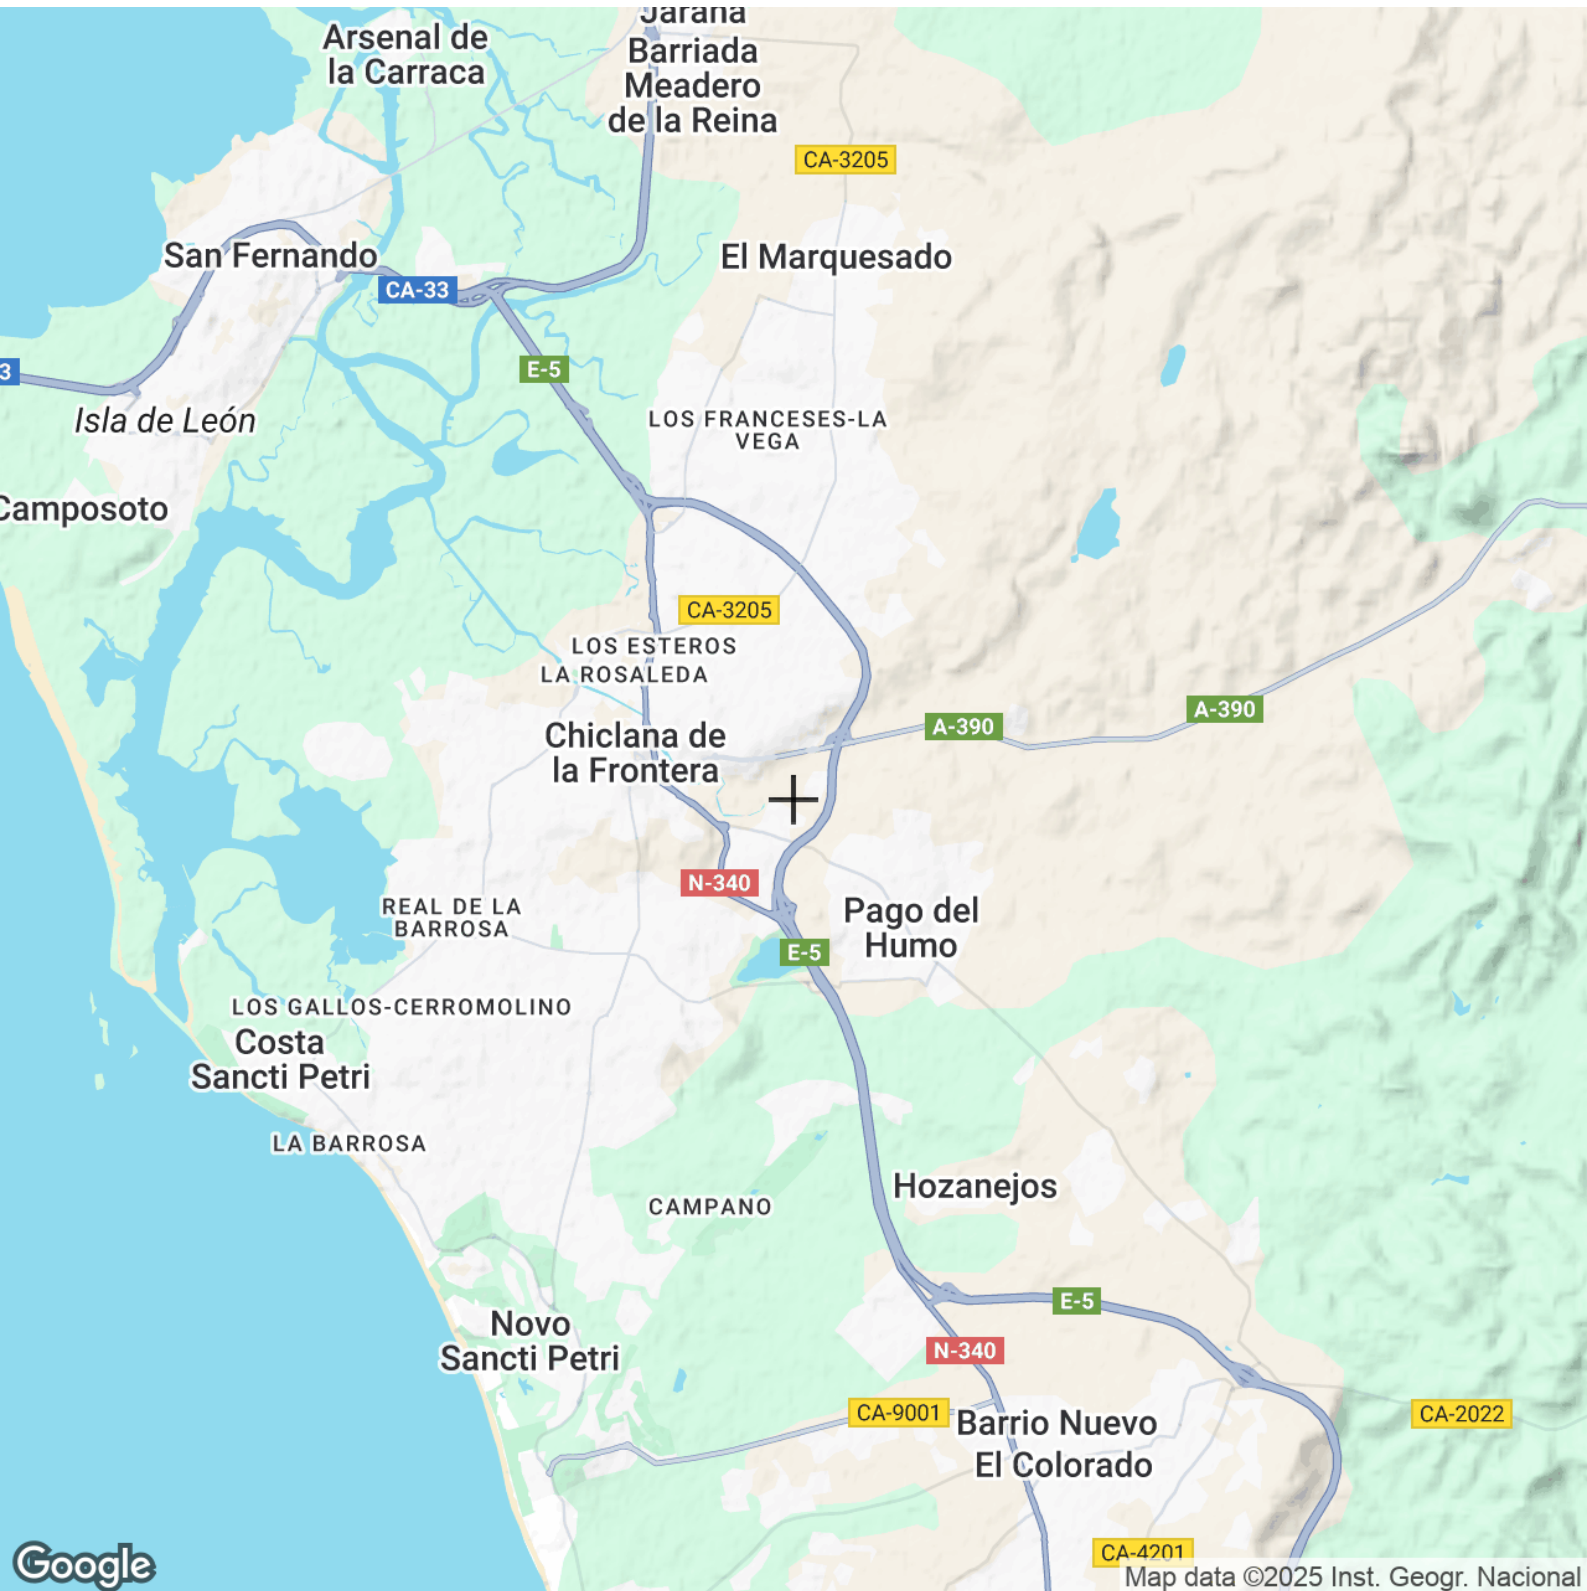 Jarana
Arsenal de
la Carraca
Barriada
Meadero
de la Reina
CA-3205
San Fernando
El Marquesado
CA-33
E-5
3
Isla de León
LOS FRANCESES-LA
VEGA
Camposoto
CA-3205
LOS ESTEROS
LA ROSALEDA
A-390
A-390
Chiclana de
la Frontera
N-340
REAL DE LA
BARROSA
Pago del
Humo
E-5
LOS GALLOS-CERROMOLINO
Costa
Sancti Petri
LA BARROSA
Hozanejos
CAMPANO
E-5
Novo
Sancti Petri
N-340
CA-9001
CA-2022
Barrio Nuevo
El Colorado
CA-4201
Google
Map data ©2025 Inst. Geogr. Nacional